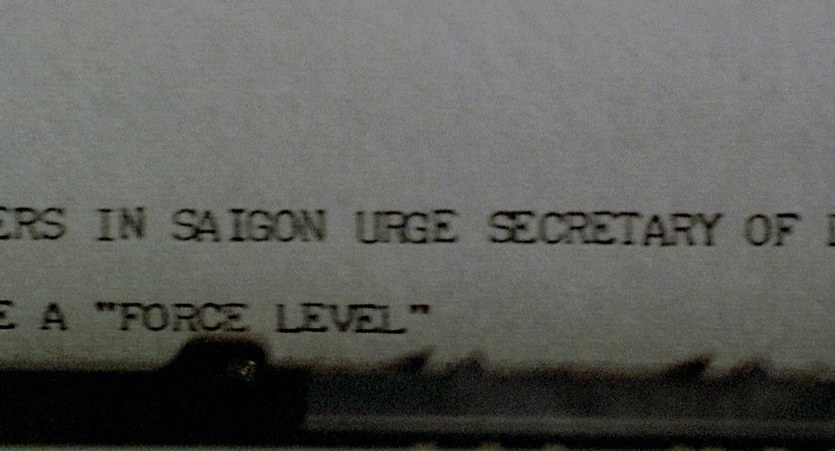 ERS IN SAIGON URGE SECRETARY OF
E A "FORCE LEVEL"